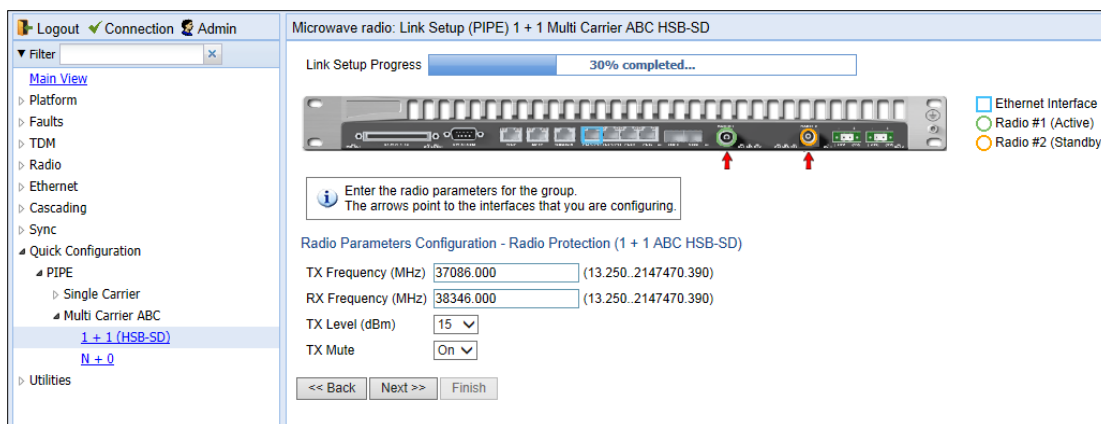 Logout Connection Admin
Filter
Main View
Platform
Faults
TDM
Radio
Ethernet
Cascading
Sync
Quick Configuration
PIPE
Single Carrier
Multi Carrier ABC
1 + 1 (HSB-SD)
N + 0
Utilities
Microwave radio: Link Setup (PIPE) 1 + 1 Multi Carrier ABC HSB-SD
Link Setup Progress 30% completed...
Ethernet Interface
Radio #1 (Active)
Radio #2 (Standby
Enter the radio parameters for the group.
The arrows point to the interfaces that you are configuring.
Radio Parameters Configuration - Radio Protection (1 + 1 ABC HSB-SD)
TX Frequency (MHz) 37086.000 (13.250..2147470.390)
RX Frequency (MHz) 38346.000 (13.250..2147470.390)
TX Level (dBm) 15
TX Mute On
<< Back Next >> Finish